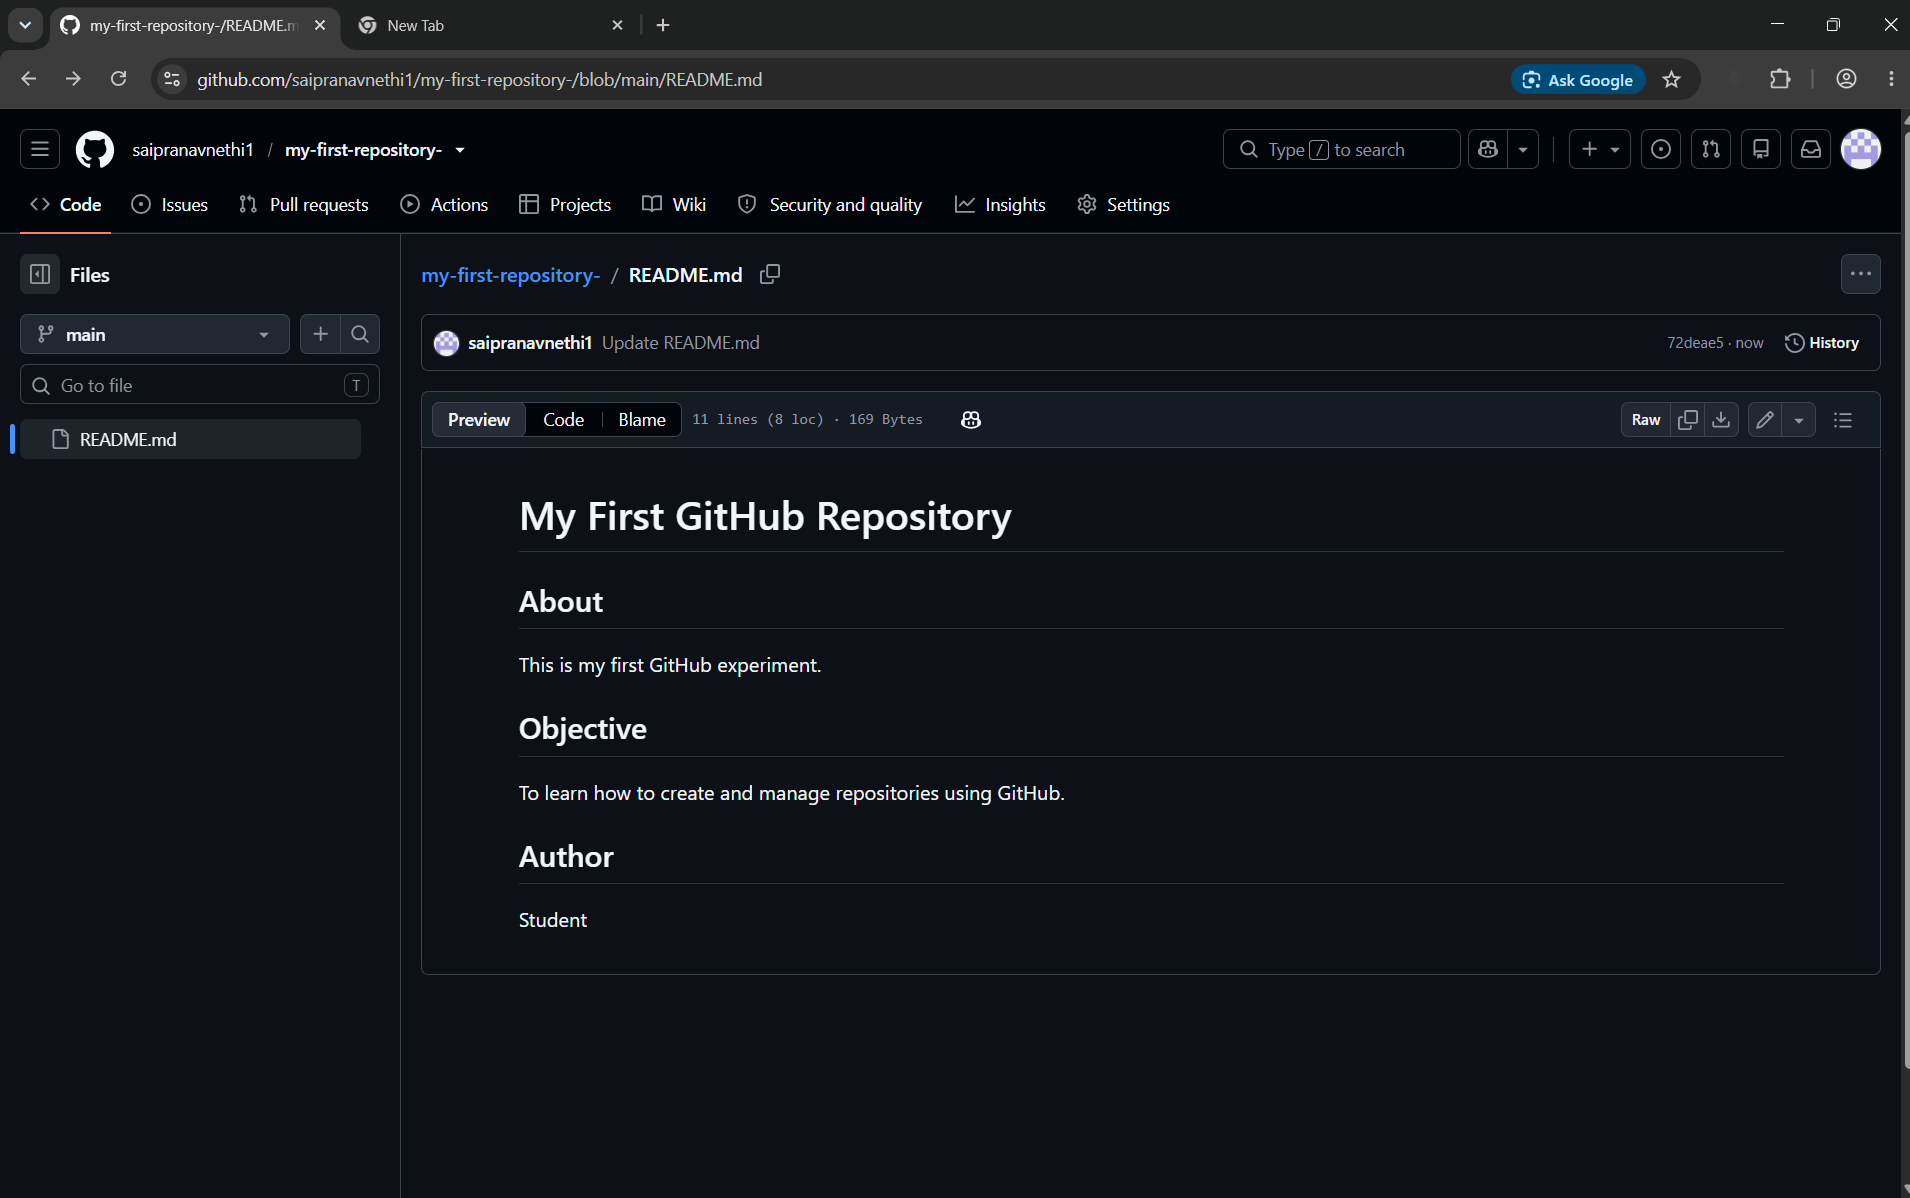 my-first-repository-/README.m
New Tab
github.com/saipranavnethi1/my-first-repository-/blob/main/README.md
Ask Google
saipranavnethi1 / my-first-repository-
Type / to search
Code
Issues
Pull requests
Actions
Projects
Wiki
Security and quality
Insights
Settings
Files
main
Go to file
T
README.md
my-first-repository- / README.md
saipranavnethi1 Update README.md
72deae5 · now
History
Preview
Code
Blame
11 lines (8 loc) · 169 Bytes
Raw
My First GitHub Repository
About
This is my first GitHub experiment.
Objective
To learn how to create and manage repositories using GitHub.
Author
Student